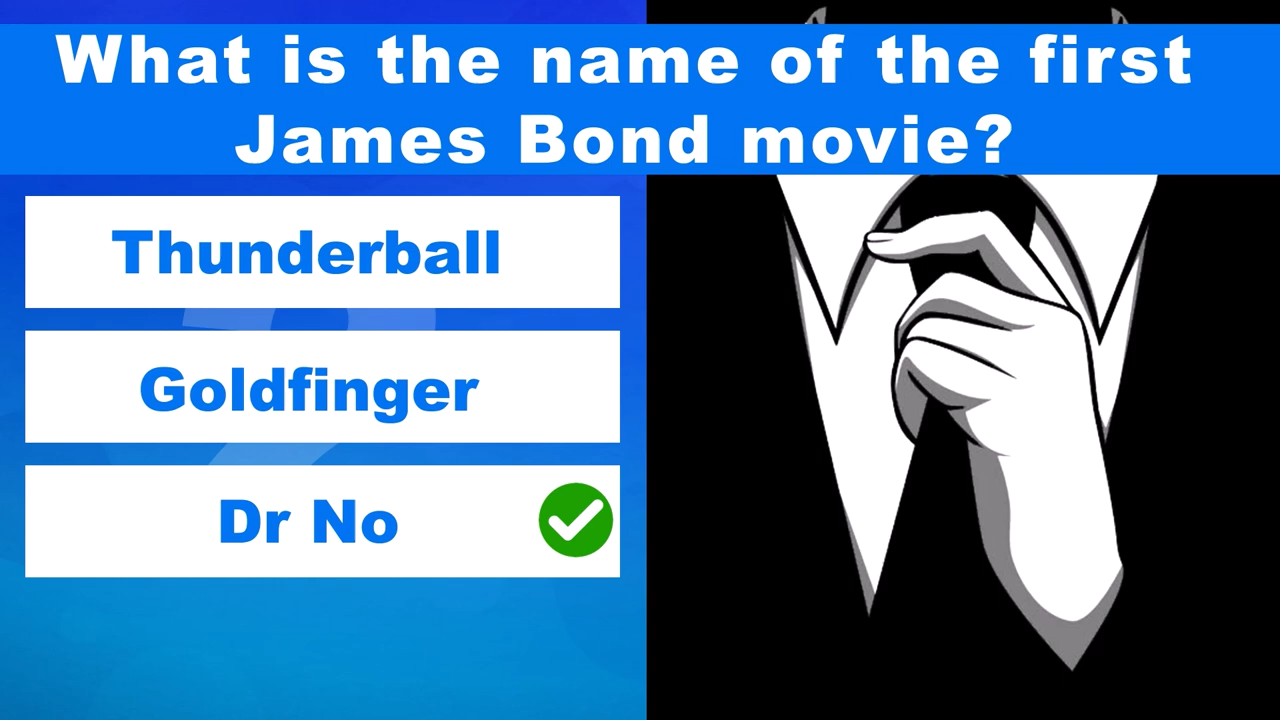 What is the name of the first
James Bond movie?
Thunderball
Goldfinger
Dr No